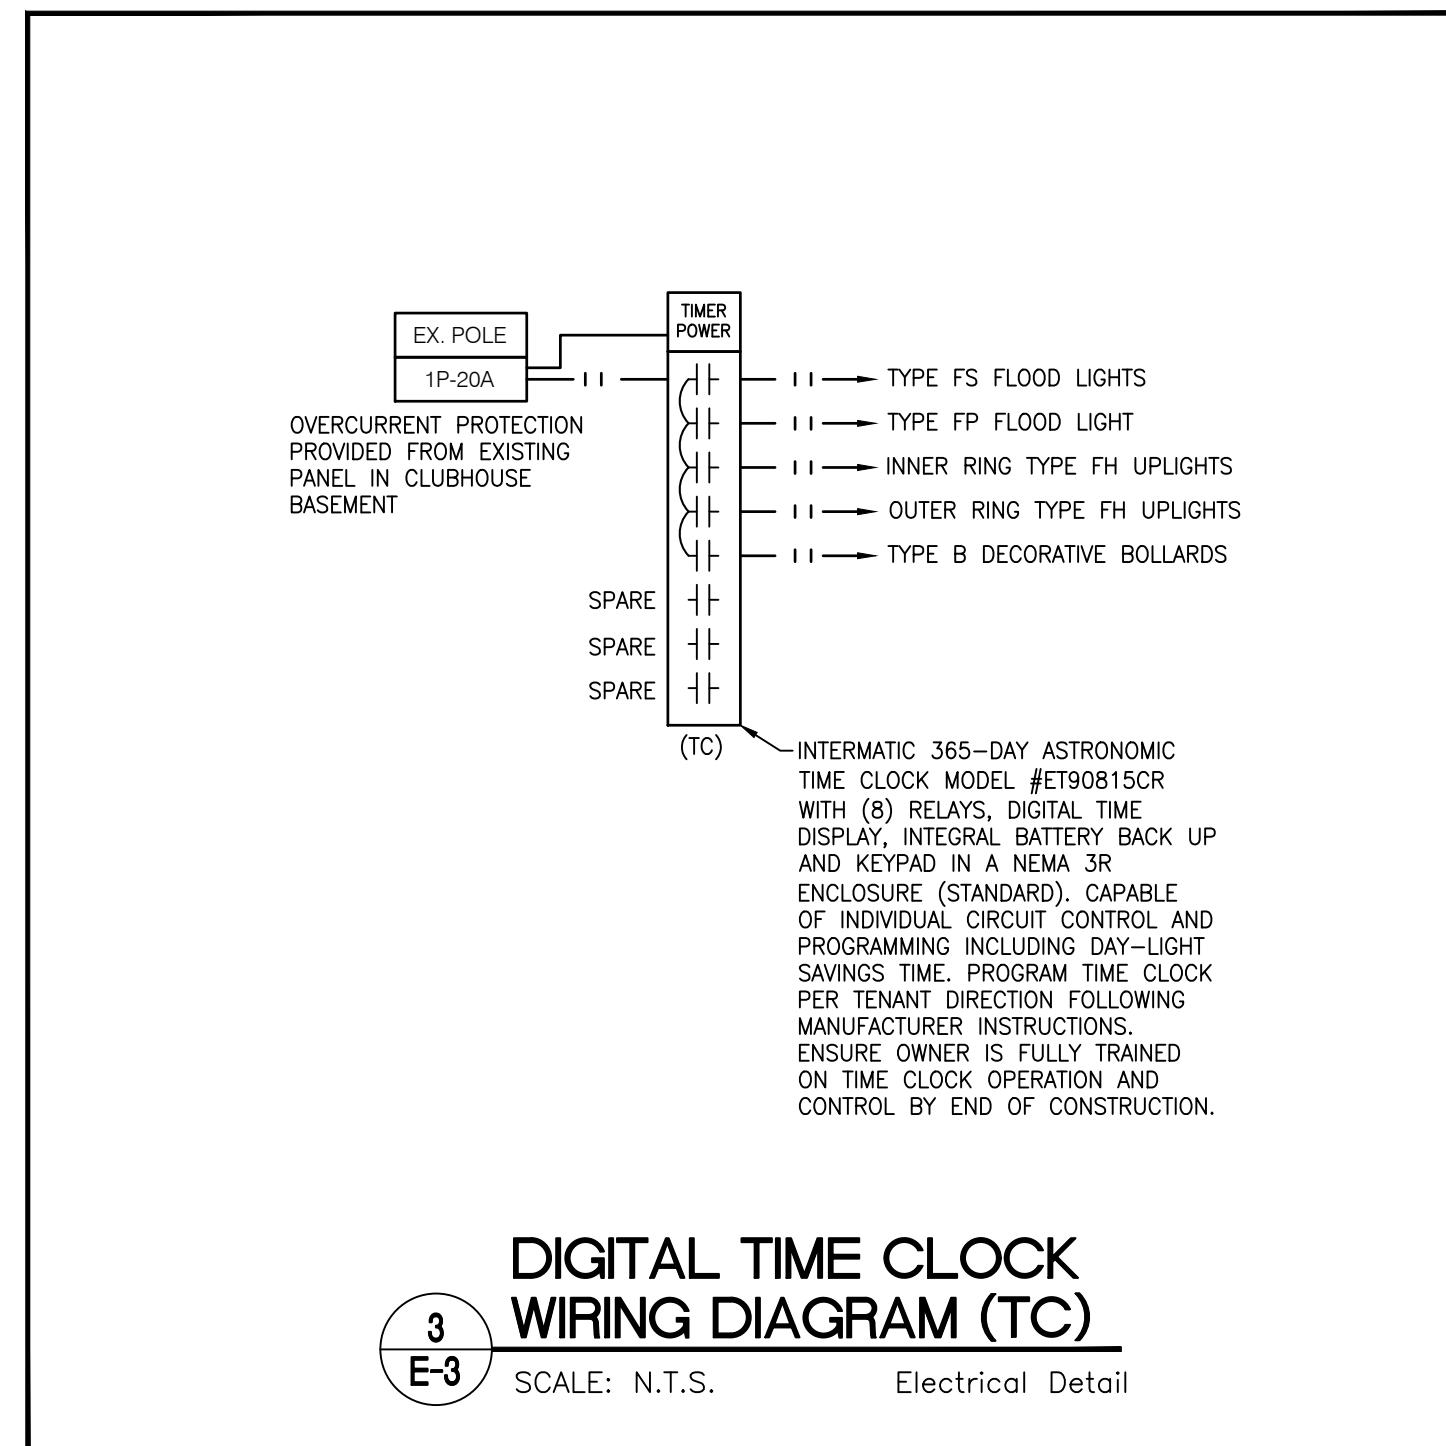 TIMER
POWER
EX. POLE
1P-20A
OVERCURRENT PROTECTION
PROVIDED FROM EXISTING
PANEL IN CLUBHOUSE
BASEMENT
TYPE FS FLOOD LIGHTS
TYPE FP FLOOD LIGHT
INNER RING TYPE FH UPLIGHTS
OUTER RING TYPE FH UPLIGHTS
TYPE B DECORATIVE BOLLARDS
SPARE
SPARE
SPARE
(TC)
INTERMATIC 365-DAY ASTRONOMIC
TIME CLOCK MODEL #ET90815CR
WITH (8) RELAYS, DIGITAL TIME
DISPLAY, INTEGRAL BATTERY BACK UP
AND KEYPAD IN A NEMA 3R
ENCLOSURE (STANDARD). CAPABLE
OF INDIVIDUAL CIRCUIT CONTROL AND
PROGRAMMING INCLUDING DAY-LIGHT
SAVINGS TIME. PROGRAM TIME CLOCK
PER TENANT DIRECTION FOLLOWING
MANUFACTURER INSTRUCTIONS.
ENSURE OWNER IS FULLY TRAINED
ON TIME CLOCK OPERATION AND
CONTROL BY END OF CONSTRUCTION.
DIGITAL TIME CLOCK
WIRING DIAGRAM (TC)
3
E-3
SCALE: N.T.S. Electrical Detail